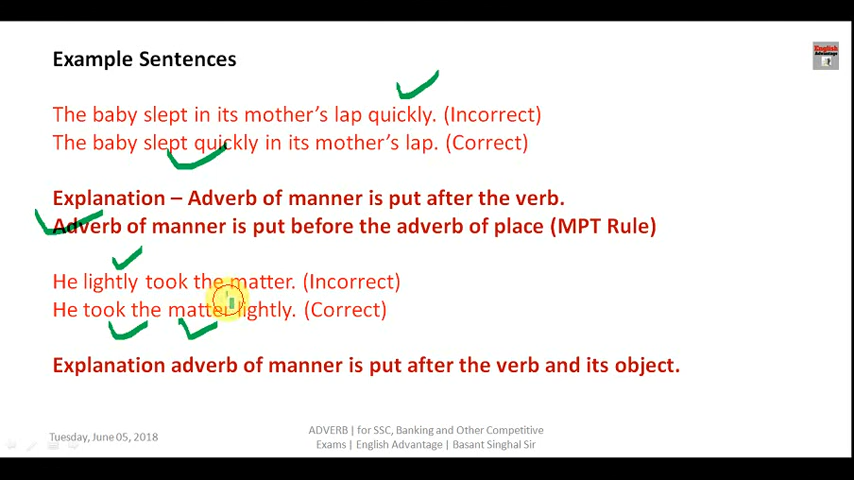 Example Sentences
English
Advantage
The baby slept in its mother's lap quickly. (Incorrect)
The baby slept quickly in its mother's lap. (Correct)
Explanation – Adverb of manner is put after the verb.
Adverb of manner is put before the adverb of place (MPT Rule)
He lightly took the matter. (Incorrect)
He took the matter lightly. (Correct)
Explanation adverb of manner is put after the verb and its object.
Tuesday, June 05, 2018
ADVERB | for SSC, Banking and Other Competitive
Exams | English Advantage | Basant Singhal Sir